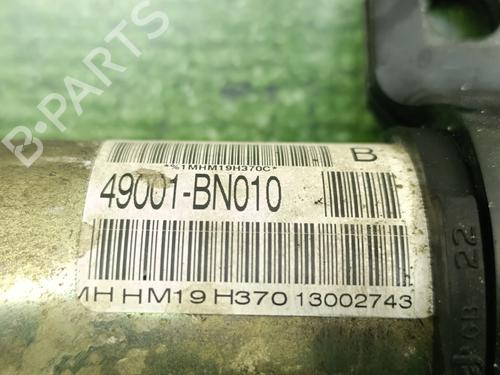 B-PARTS
*%1MHM19H370C*
B
49001-BN010
MH HM19 H370 13002743
22